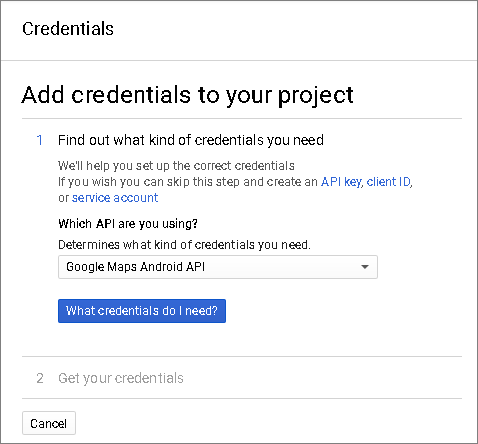 Credentials
Add credentials to your project
1 Find out what kind of credentials you need
We'll help you set up the correct credentials
If you wish you can skip this step and create an API key, client ID,
or service account
Which API are you using?
Determines what kind of credentials you need.
Google Maps Android API
What credentials do I need?
2 Get your credentials
Cancel